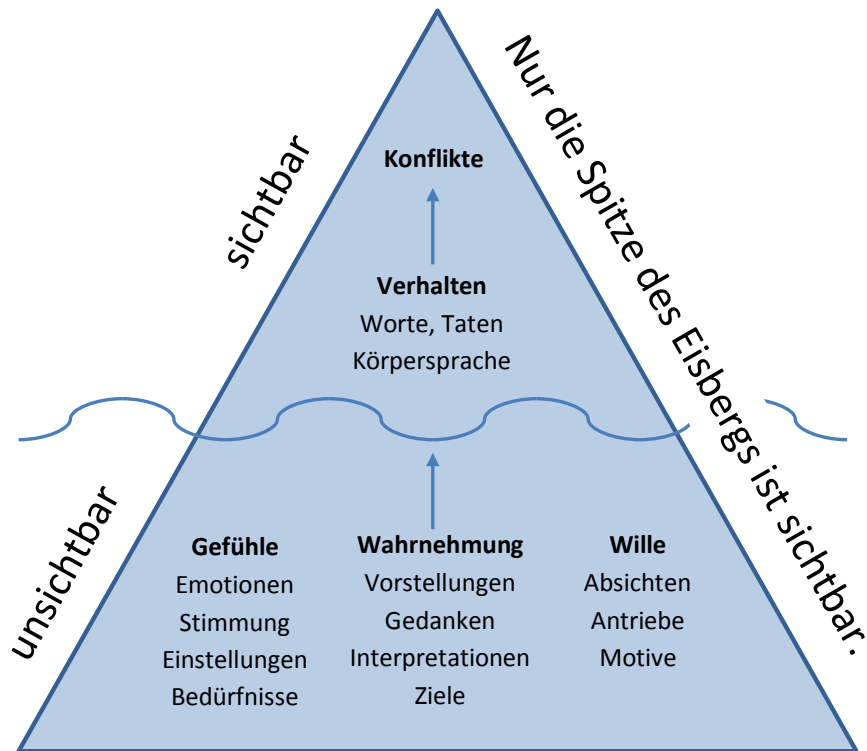 Nur die Spitze des Eisbergs ist sichtbar.
sichtbar
Konflikte
Verhalten
Worte, Taten
Körpersprache
unsichtbar
Gefühle
Emotionen
Stimmung
Einstellungen
Bedürfnisse
Wahrnehmung
Vorstellungen
Gedanken
Interpretationen
Ziele
Wille
Absichten
Antriebe
Motive